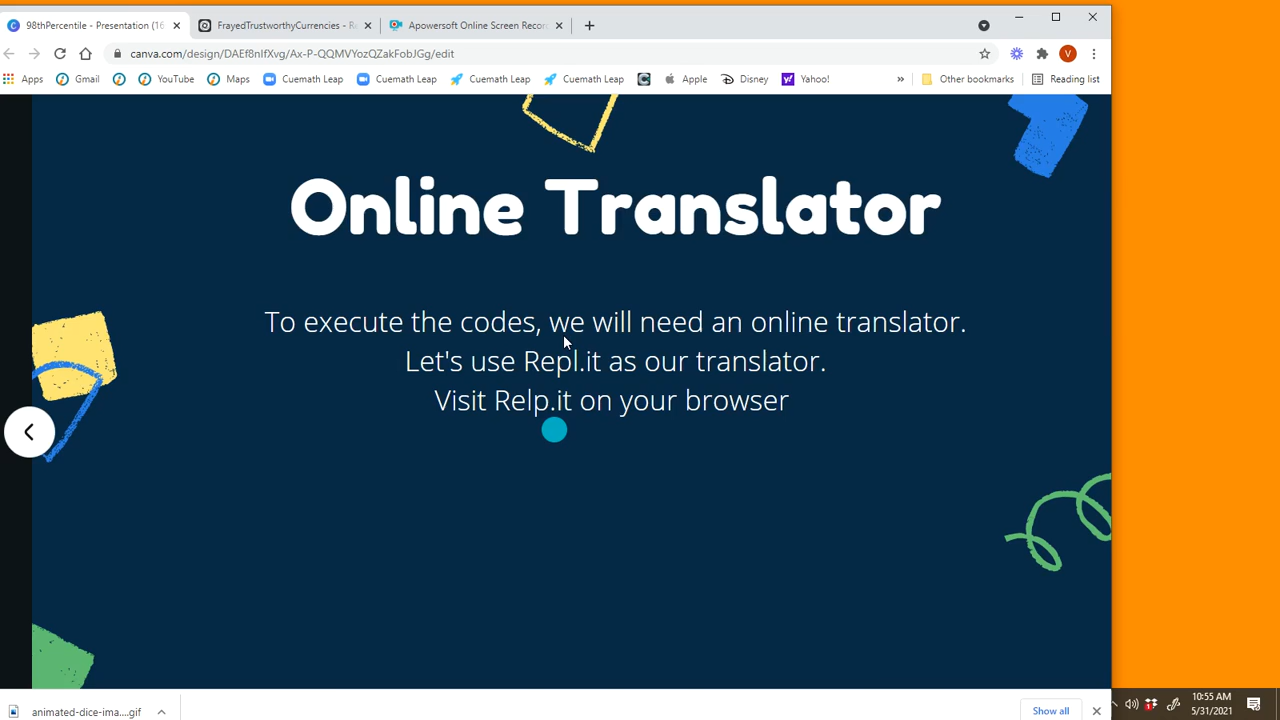 98thPercentile - Presentation (16
FrayedTrustworthyCurrencies - Re
Apowersoft Online Screen Recor
canva.com/design/DAEf8nIfXvg/Ax-P-QQMVYozQZakFobJGg/edit
V
Apps Gmail YouTube Maps Cuemath Leap Cuemath Leap Cuemath Leap Cuemath Leap Apple Disney Yahoo! » Other bookmarks Reading list
Online Translator
To execute the codes, we will need an online translator.
Let's use Repl.it as our translator.
Visit Relp.it on your browser
animated-dice-ima....gif
Show all
10:55 AM
5/31/2021